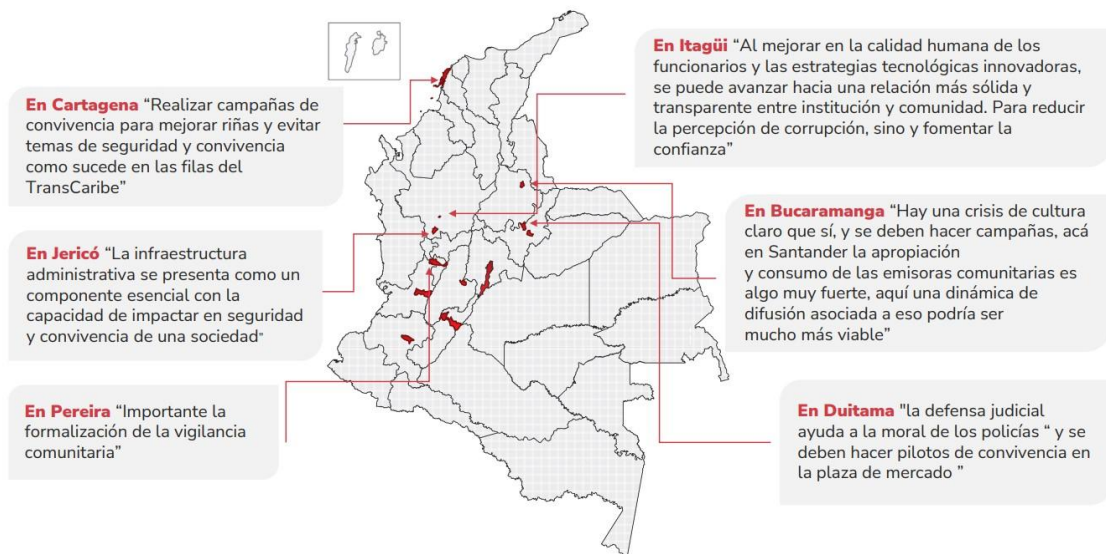 En Cartagena “Realizar campañas de
convivencia para mejorar riñas y evitar
temas de seguridad y convivencia
como sucede en las filas del
TransCaribe”
En Jericó “La infraestructura
administrativa se presenta como un
componente esencial con la
capacidad de impactar en seguridad
y convivencia de una sociedad"
En Pereira “Importante la
formalización de la vigilancia
comunitaria”
En Itagüi “Al mejorar en la calidad humana de los
funcionarios y las estrategias tecnológicas innovadoras,
se puede avanzar hacia una relación más sólida y
transparente entre institución y comunidad. Para reducir
la percepción de corrupción, sino y fomentar la
confianza”
En Bucaramanga “Hay una crisis de cultura
claro que sí, y se deben hacer campañas, acá
en Santander la apropiación
y consumo de las emisoras comunitarias es
algo muy fuerte, aquí una dinámica de
difusión asociada a eso podría ser
mucho más viable”
En Duitama "la defensa judicial
ayuda a la moral de los policías “ y se
deben hacer pilotos de convivencia en
la plaza de mercado ”